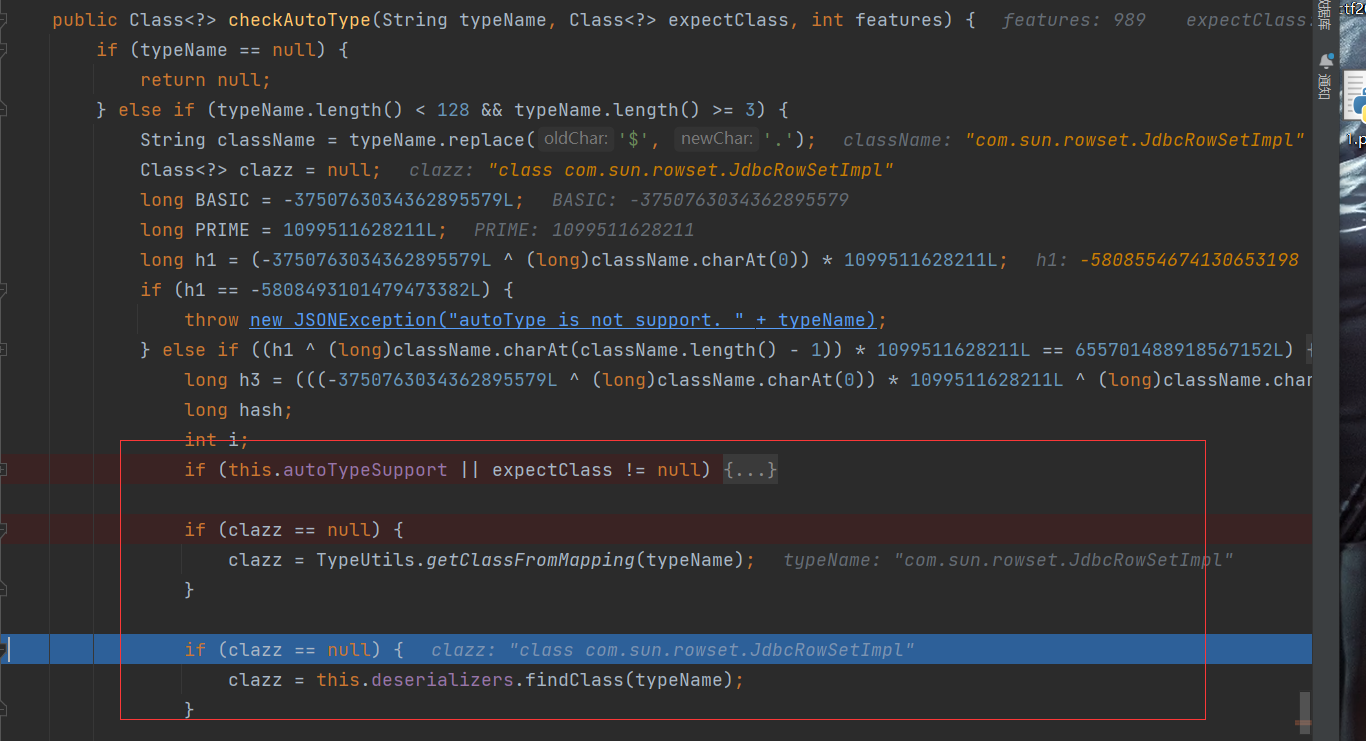 public Class<?> checkAutoType(String typeName, Class<?> expectClass, int features) { features: 989 expectClass:
if (typeName == null) {
return null;
} else if (typeName.length() < 128 && typeName.length() >= 3) {
String className = typeName.replace( oldChar: '$', newChar: '.'); className: "com.sun.rowset.JdbcRowSetImpl"
Class<?> clazz = null; clazz: "class com.sun.rowset.JdbcRowSetImpl"
long BASIC = -3750763034362895579L; BASIC: -3750763034362895579
long PRIME = 1099511628211L; PRIME: 1099511628211
long h1 = (-3750763034362895579L ^ (long)className.charAt(0)) * 1099511628211L; h1: -5808554674130653198
if (h1 == -5808493101479473382L) {
throw new JSONException("autoType is not support. " + typeName);
} else if ((h1 ^ (long)className.charAt(className.length() - 1)) * 1099511628211L == 655701488918567152L) {
long h3 = (((-3750763034362895579L ^ (long)className.charAt(0)) * 1099511628211L ^ (long)className.char
long hash;
int i;
if (this.autoTypeSupport || expectClass != null) {...}
if (clazz == null) {
clazz = TypeUtils.getClassFromMapping(typeName); typeName: "com.sun.rowset.JdbcRowSetImpl"
}
if (clazz == null) { clazz: "class com.sun.rowset.JdbcRowSetImpl"
clazz = this.deserializers.findClass(typeName);
}
数据库
通知
tf20
1.p